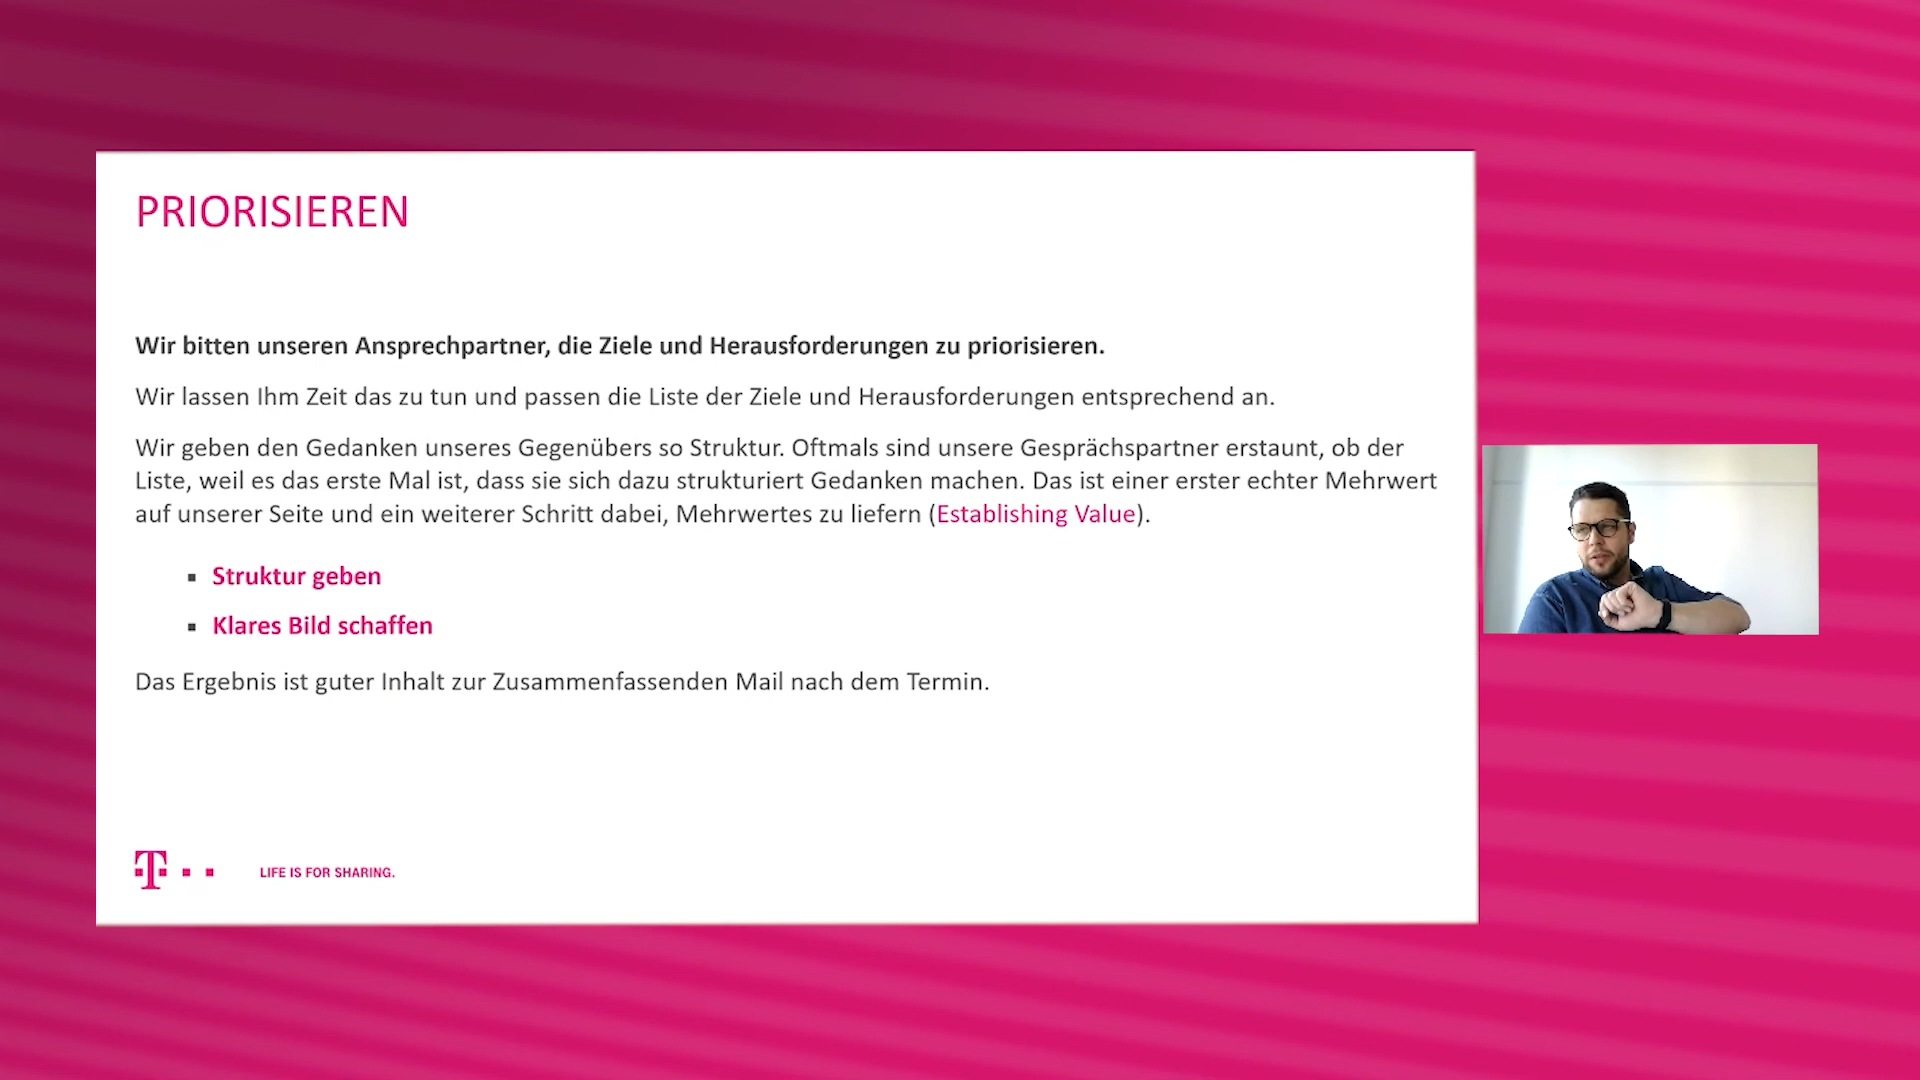 PRIORISIEREN
Wir bitten unseren Ansprechpartner, die Ziele und Herausforderungen zu priorisieren.
Wir lassen Ihm Zeit das zu tun und passen die Liste der Ziele und Herausforderungen entsprechend an.
Wir geben den Gedanken unseres Gegenübers so Struktur. Oftmals sind unsere Gesprächspartner erstaunt, ob der
Liste, weil es das erste Mal ist, dass sie sich dazu strukturiert Gedanken machen. Das ist einer erster echter Mehrwert
auf unserer Seite und ein weiterer Schritt dabei, Mehrwertes zu liefern (Establishing Value).
▪ Struktur geben
▪ Klares Bild schaffen
Das Ergebnis ist guter Inhalt zur Zusammenfassenden Mail nach dem Termin.
T LIFE IS FOR SHARING.